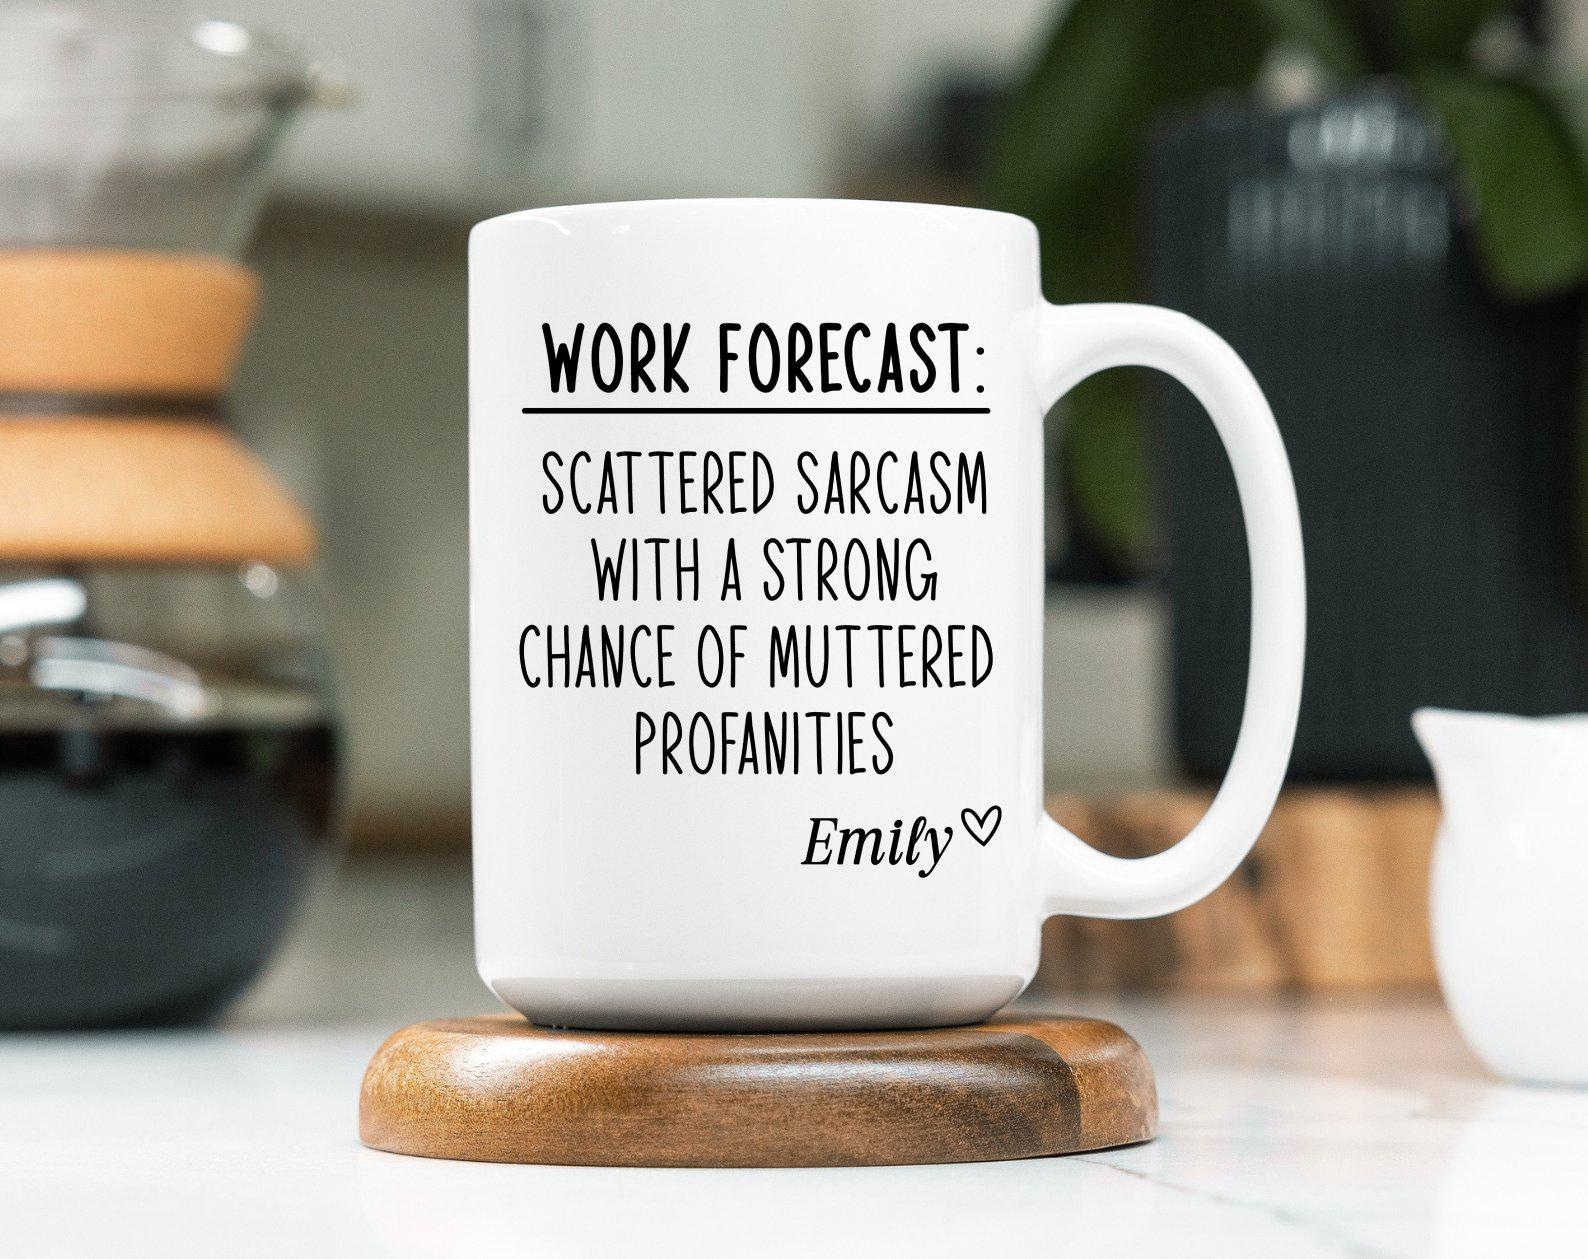 WORK FORECAST:
SCATTERED SARCASM
WITH A STRONG
CHANCE OF MUTTERED
PROFANITIES
Emily♡